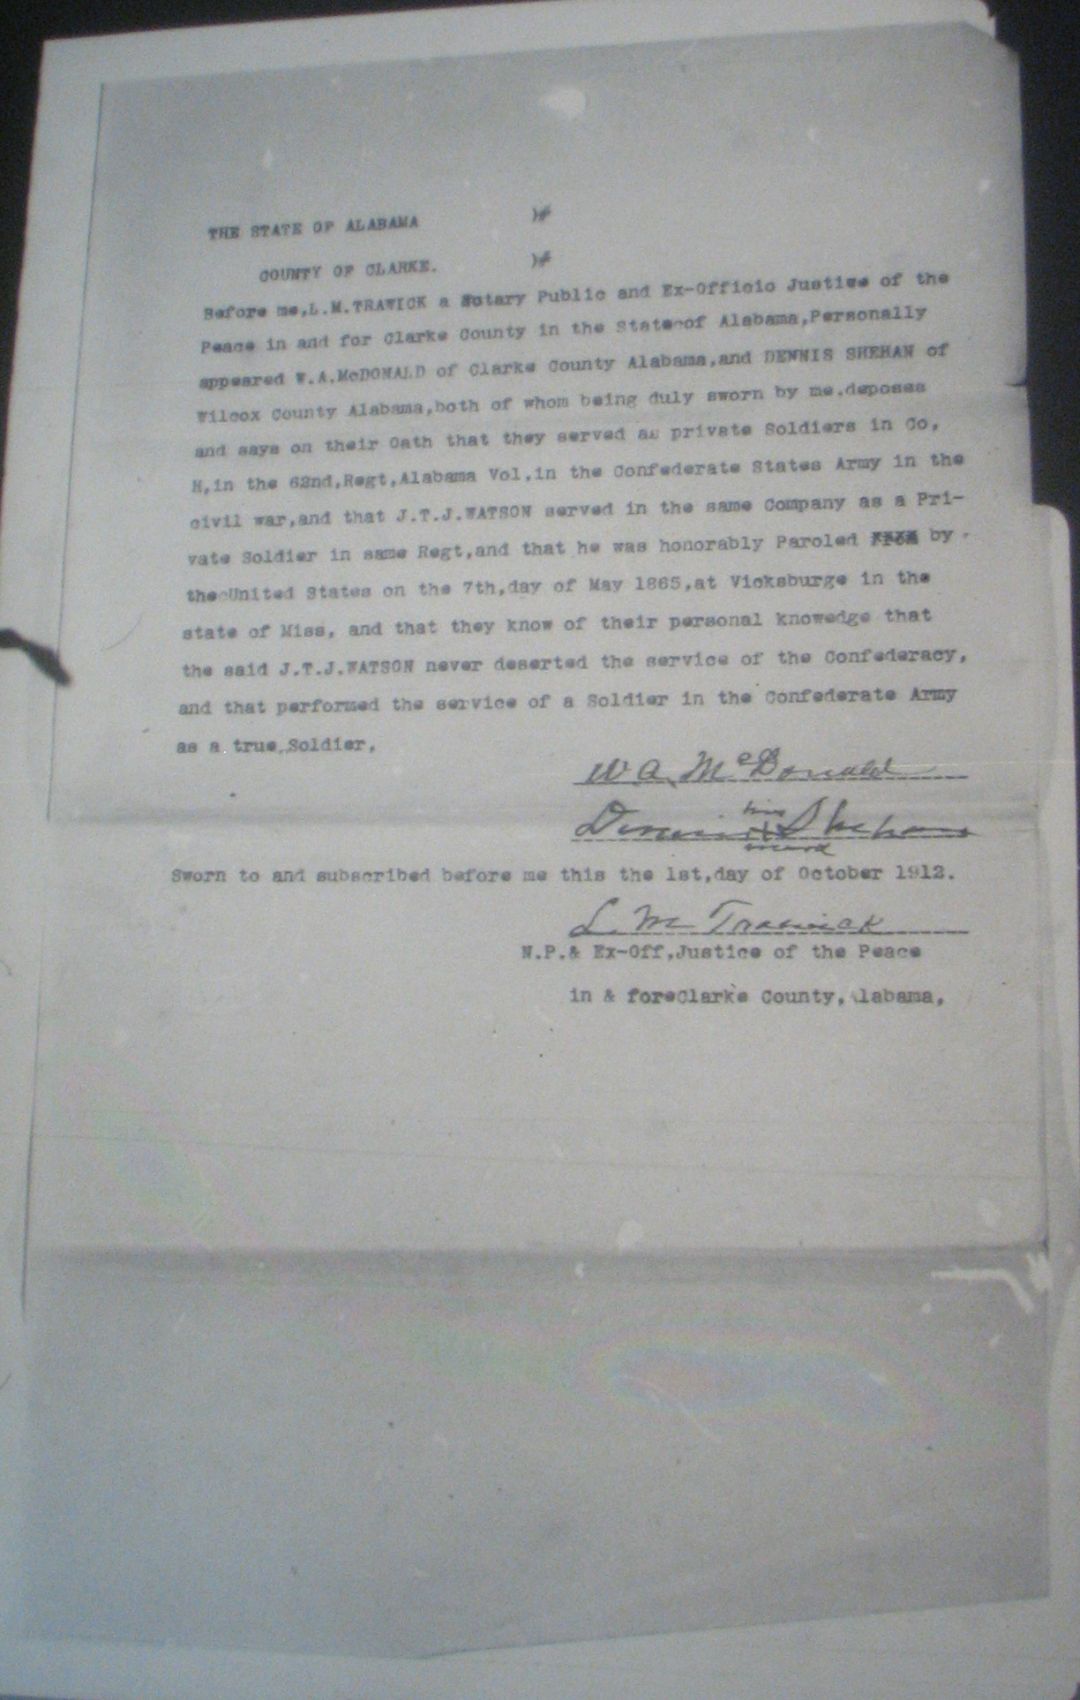 THE STATE OF ALABAMA )#
COUNTY OF CLARKE. )#
Before me,L.M.TRAWICK a Notary Public and Ex-Officio Justice of the
Peace in and for Clarke County in the State of Alabama,Personally
appeared W.A.McDONALD of Clarke County Alabama,and DENNIS SHEHAN of
Wilcox County Alabama,both of whom being duly sworn by me.deposes
and says on their Oath that they served as private Soldiers in Co,
H,in the 62nd,Regt,Alabama Vol,in the Confederate States Army in the
civil war,and that J.T.J.WATSON served in the same Company as a Pri-
vate Soldier in same Regt,and that he was honorably Paroled from by
the United States on the 7th,day of May 1865,at Vicksburge in the
state of Miss, and that they know of their personal knowedge that
the said J.T.J.WATSON never deserted the service of the Confederacy,
and that performed the service of a Soldier in the Confederate Army
as a true Soldier,
W A McDonald
his
Dennis X Shehan
mark
Sworn to and subscribed before me this the 1st,day of October 1912.
L. M Trawick
N.P.& Ex-Off,Justice of the Peace
in & foreClarke County, Alabama,